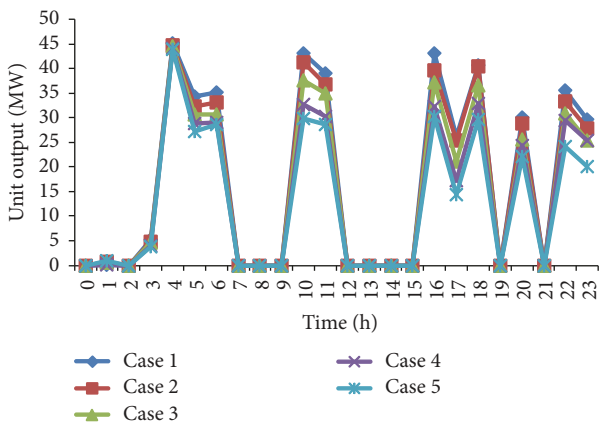 Unit output (MW)
50
45
40
35
30
25
20
15
10
5
0
0 1 2 3 4 5 6 7 8 9 10 11 12 13 14 15 16 17 18 19 20 21 22 23
Time (h)
Case 1
Case 2
Case 3
Case 4
Case 5